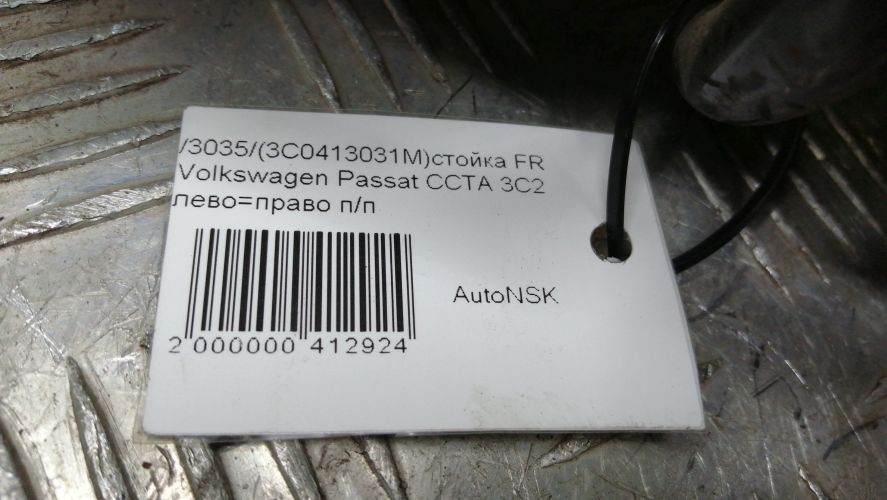 /3035/(3C0413031M)стойка FR
Volkswagen Passat CCTA 3C2
лево=право п/п
AutoNSK
2 000000 412924